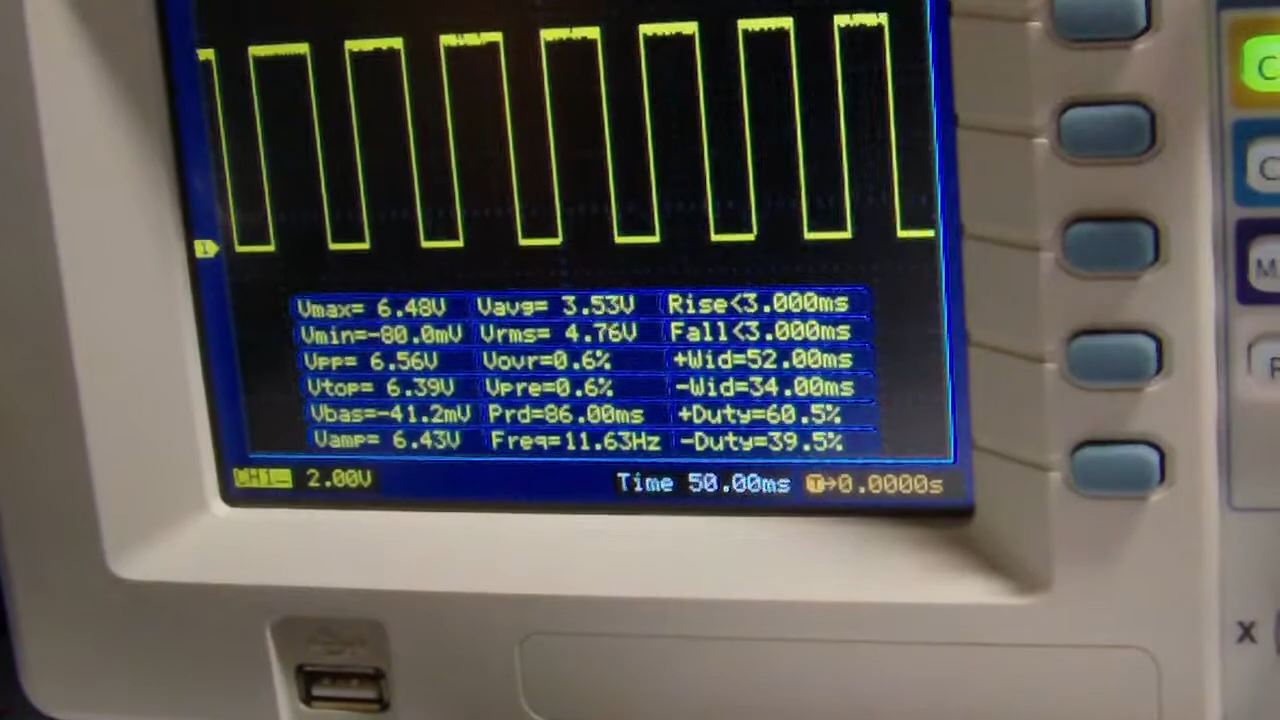 C
C
M
1
Vmax= 6.48V Vavg= 3.53V Rise<3.000ms
Vmin=-80.0mV Vrms= 4.76V Fall<3.000ms
Vpp= 6.56V Vovr=0.6% +Wid=52.00ms
Vtop= 6.39V Vpre=0.6% -Wid=34.00ms
Vbas=-41.2mV Prd=86.00ms +Duty=60.5%
Vamp= 6.43V Freq=11.63Hz -Duty=39.5%
CH1 2.00V Time 50.00ms T→0.0000s
X